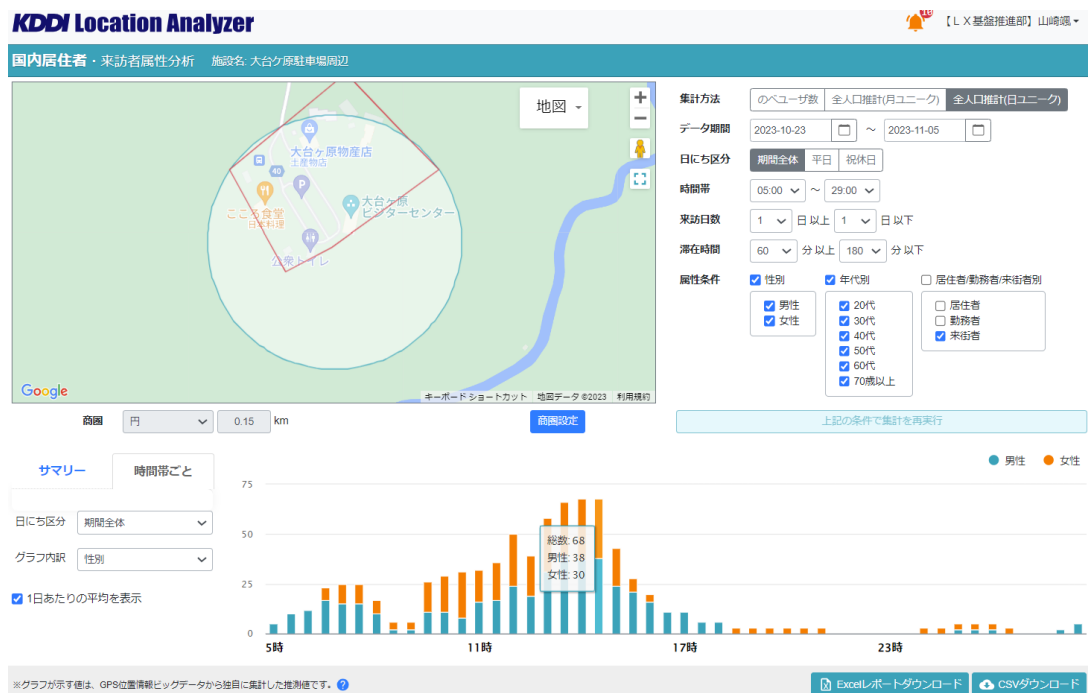 KDDI Location Analyzer
18
【ＬＸ基盤推進部】山崎颯
国内居住者・来訪者属性分析 施設名: 大台ケ原駐車場周辺
地図
大台ヶ原物産店
土産物店
40
P
こころ食堂
日本料理
大台ヶ原
ビジターセンター
公衆トイレ
Google
キーボード ショートカット 地図データ ©2023 利用規約
商圏 円 0.15 km 商圏設定
集計方法 のべユーザ数 全人口推計(月ユニーク) 全人口推計(日ユニーク)
データ期間 2023-10-23 ～ 2023-11-05
日にち区分 期間全体 平日 祝休日
時間帯 05:00 ～ 29:00
来訪日数 1 日以上 1 日以下
滞在時間 60 分以上 180 分以下
属性条件 性別 年代別 居住者/勤務者/来街者別
男性 20代 居住者
女性 30代 勤務者
40代 来街者
50代
60代
70歳以上
上記の条件で集計を再実行
サマリー 時間帯ごと
日にち区分 期間全体
グラフ内訳 性別
1日あたりの平均を表示
男性 女性
75
50
25
0
総数: 68
男性: 38
女性: 30
5時 11時 17時 23時
※グラフが示す値は、GPS位置情報ビッグデータから独自に集計した推測値です。 ?
Excelレポートダウンロード CSVダウンロード